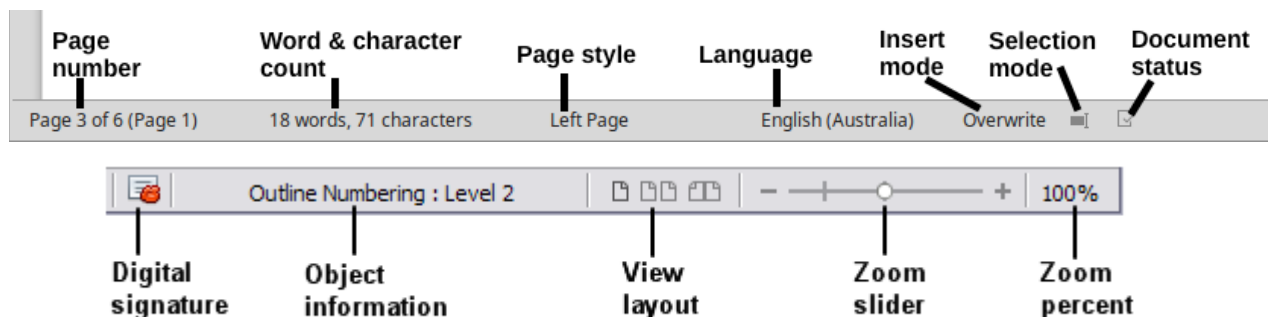 Page number
Word & character count
Page style
Language
Insert mode
Selection mode
Document status
Page 3 of 6 (Page 1)
18 words, 71 characters
Left Page
English (Australia)
Overwrite
Outline Numbering : Level 2
100%
Digital signature
Object information
View layout
Zoom slider
Zoom percent